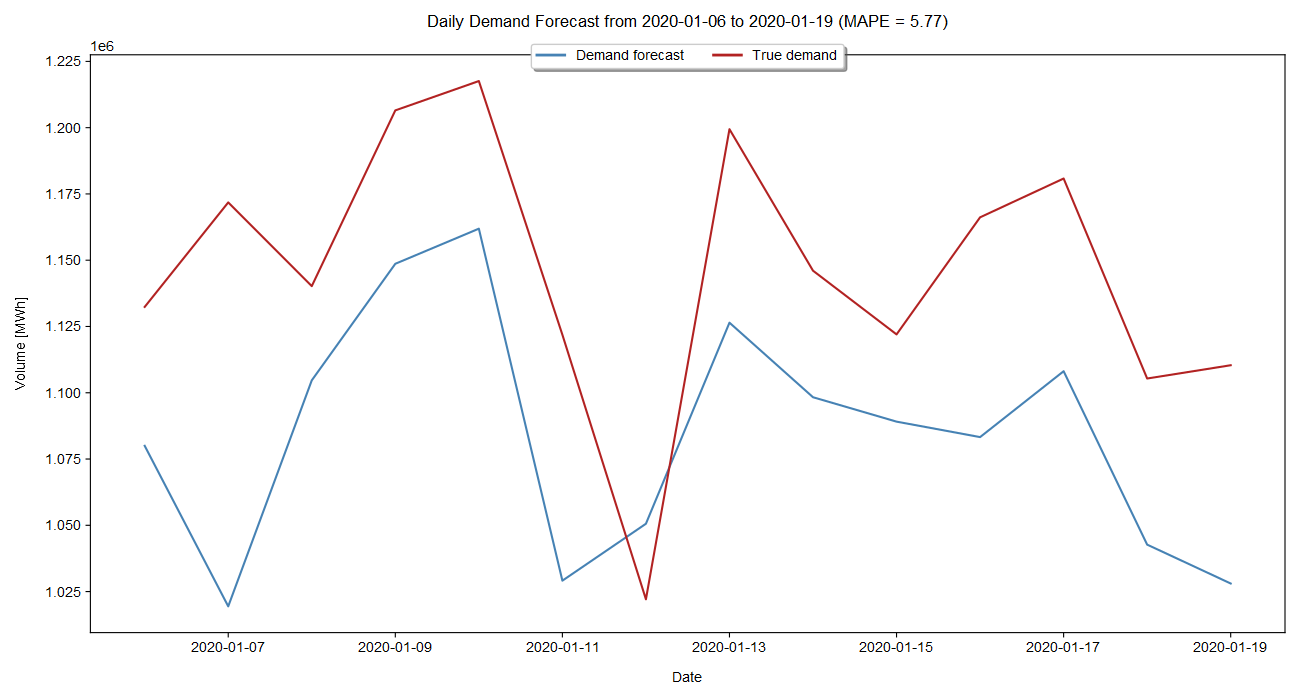 Daily Demand Forecast from 2020-01-06 to 2020-01-19 (MAPE = 5.77)
1e6
Demand forecast True demand
1.225
1.200
1.175
1.150
1.125
1.100
1.075
1.050
1.025
Volume [MWh]
2020-01-07 2020-01-09 2020-01-11 2020-01-13 2020-01-15 2020-01-17 2020-01-19
Date